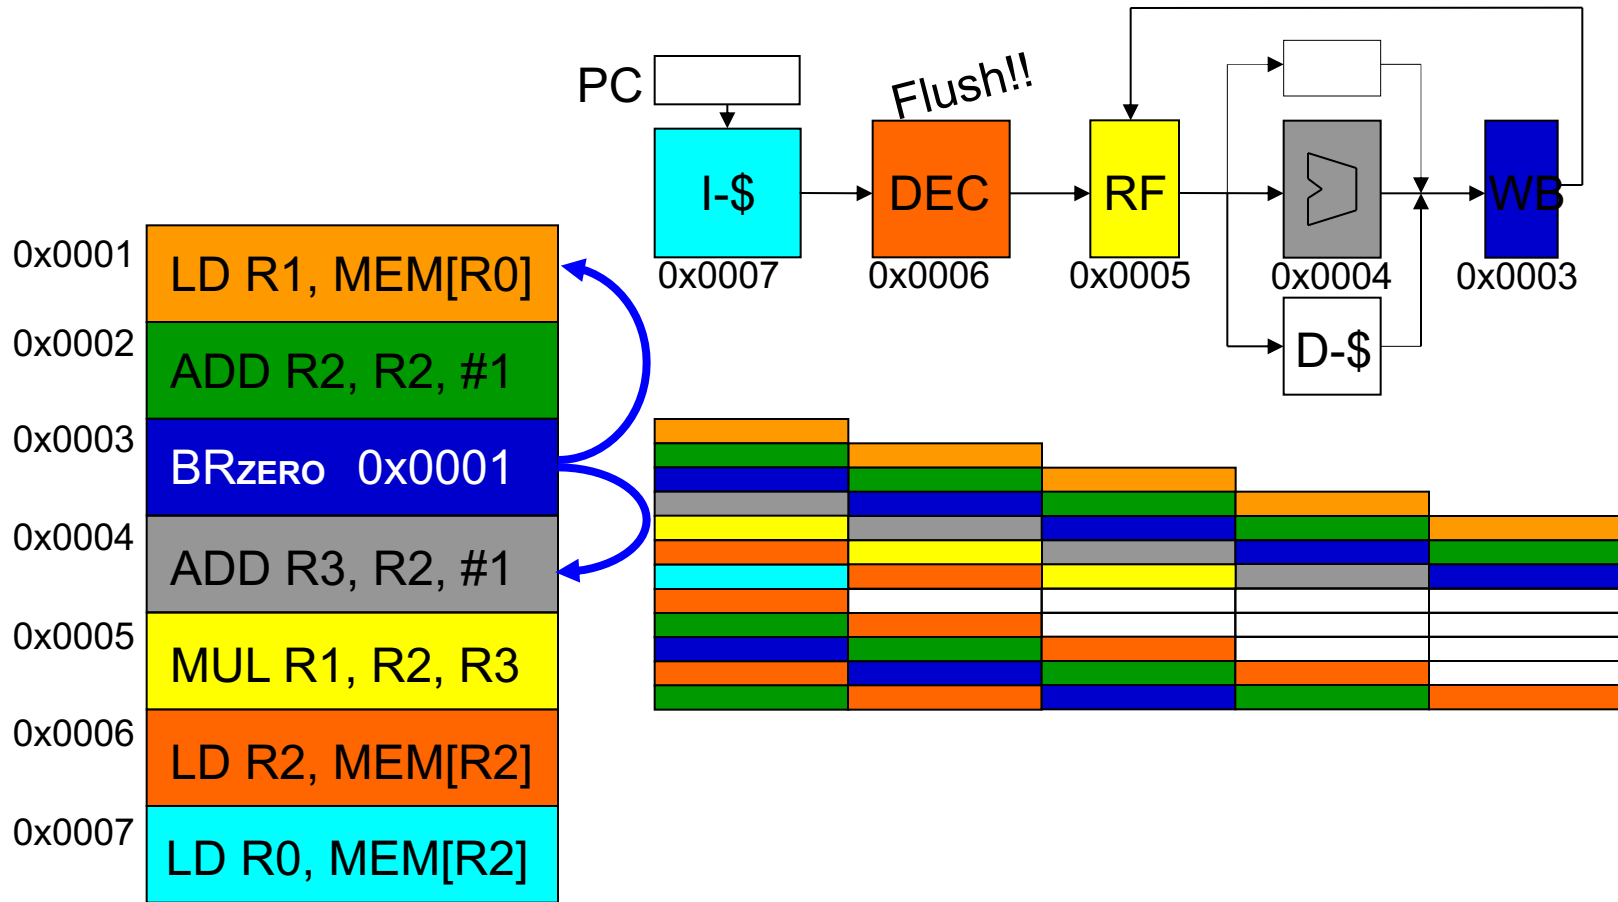 PC
Flush!!
I-$
DEC
RF
WB
0x0007
0x0006
0x0005
0x0004
0x0003
D-$
0x0001
LD R1, MEM[R0]
0x0002
ADD R2, R2, #1
0x0003
BRZERO 0x0001
0x0004
ADD R3, R2, #1
0x0005
MUL R1, R2, R3
0x0006
LD R2, MEM[R2]
0x0007
LD R0, MEM[R2]